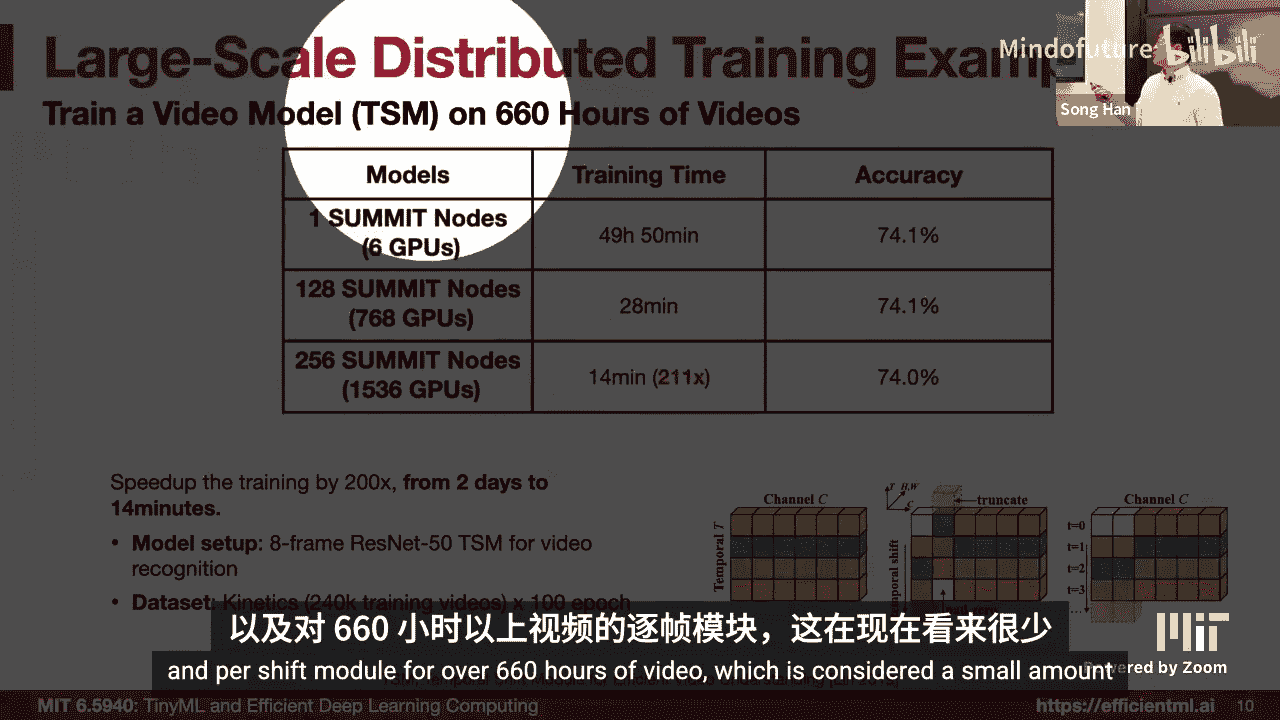 Large-Scale Distributed Training Examp
Mindofuture
bilibili
Song Han
Train a Video Model (TSM) on 660 Hours of Videos
Models Training Time Accuracy
1 SUMMIT Nodes
(6 GPUs)
49h 50min 74.1%
128 SUMMIT Nodes
(768 GPUs)
28min 74.1%
256 SUMMIT Nodes
(1536 GPUs)
14min (211x) 74.0%
Speedup the training by 200x, from 2 days to
14minutes.
• Model setup: 8-frame ResNet-50 TSM for video
recognition
• Dataset: Kinetics (240k training videos) x 100 epoch
Channel C
Temporal T
T H,W
C
truncate
temporal shift
pad zero
Channel C
t=0
t=1
t=2
t=3
以及对 660 小时以上视频的逐帧模块，这在现在看来很少
and per shift module for over 660 hours of video, which is considered a small amount
MIT
Powered by Zoom
MIT 6.5940: TinyML and Efficient Deep Learning Computing
https://efficientml.ai
10